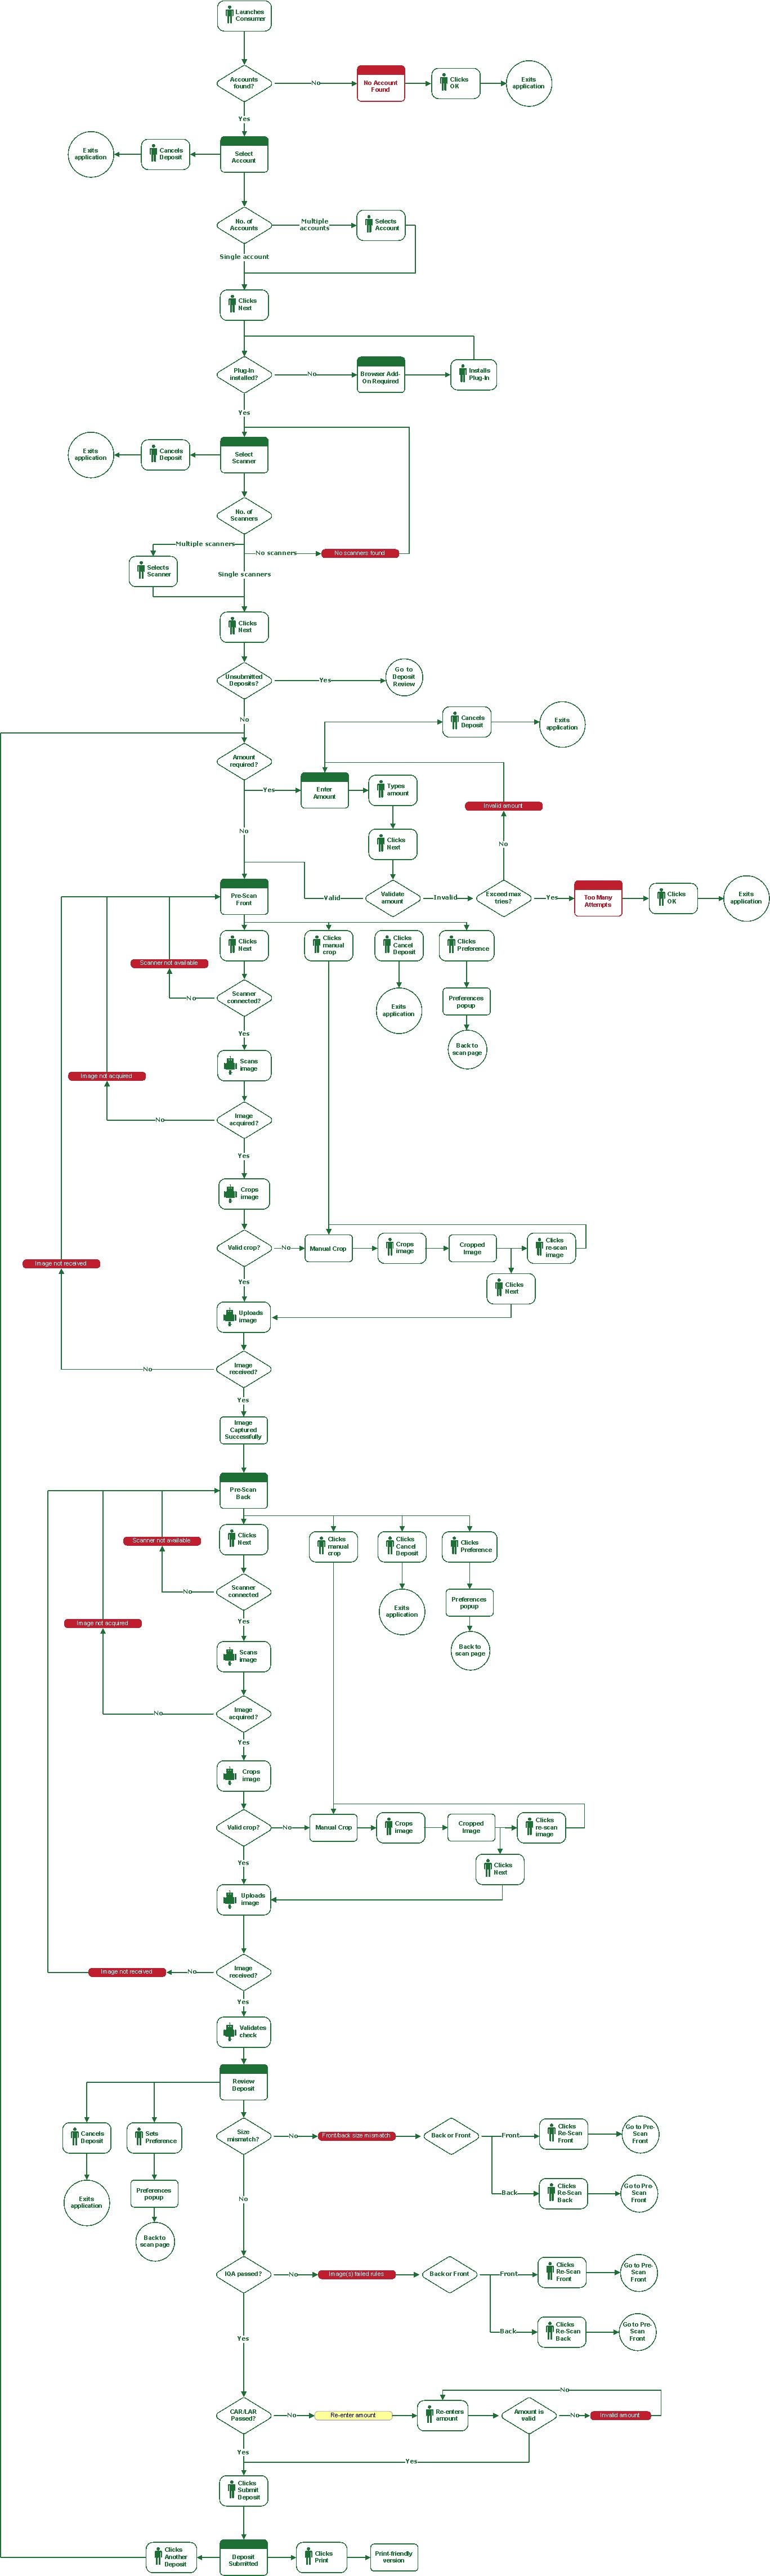 Launches
Consumer
Accounts
found?
No
No Account
Found
Clicks
OK
Exits
application
Yes
Exits
application
Cancels
Deposit
Select
Account
No. of
Accounts
Multiple
accounts
Selects
Account
Single account
Clicks
Next
Plug-In
installed?
No
Browser Add-
On Required
Installs
Plug-In
Yes
Exits
application
Cancels
Deposit
Select
Scanner
No. of
Scanners
Multiple scanners
No scanners
No scanners found
Selects
Scanner
Single scanners
Clicks
Next
Unsubmitted
Deposits?
Yes
Go to
Deposit
Review
No
Cancels
Deposit
Exits
application
Amount
required?
Yes
Enter
Amount
Types
amount
Invalid amount
No
Clicks
Next
No
Pre-Scan
Front
Valid
Validate
amount
Invalid
Exceed max
tries?
Yes
Too Many
Attempts
Clicks
OK
Exits
application
Clicks
Next
Clicks
manual
crop
Clicks
Cancel
Deposit
Clicks
Preference
Scanner not available
No
Scanner
connected?
Exits
application
Preferences
popup
Yes
Back to
scan page
Scans
image
Image not acquired
No
Image
acquired?
Yes
Crops
image
Valid crop?
No
Manual Crop
Crops
image
Cropped
Image
Clicks
re-scan
image
Image not received
Yes
Clicks
Next
Uploads
image
No
Image
received?
Yes
Image
Captured
Successfully
Pre-Scan
Back
Clicks
Next
Clicks
manual
crop
Clicks
Cancel
Deposit
Clicks
Preference
Scanner not available
No
Scanner
connected
Exits
application
Preferences
popup
Yes
Image not acquired
Back to
scan page
Scans
image
No
Image
acquired?
Yes
Crops
image
Valid crop?
No
Manual Crop
Crops
image
Cropped
Image
Clicks
re-scan
image
Yes
Clicks
Next
Uploads
image
Image not received
No
Image
received?
Yes
Validates
check
Review
Deposit
Cancels
Deposit
Sets
Preference
Size
mismatch?
No
Front/back size mismatch
Back or Front
Front
Clicks
Re-Scan
Front
Go to Pre-
Scan
Front
Exits
application
Preferences
popup
Back to
scan page
No
Back
Clicks
Re-Scan
Back
Go to Pre-
Scan
Front
IQA passed?
No
Image(s) failed rules
Back or Front
Front
Clicks
Re-Scan
Front
Go to Pre-
Scan
Front
Yes
Back
Clicks
Re-Scan
Back
Go to Pre-
Scan
Front
No
CAR/LAR
Passed?
No
Re-enter amount
Re-enters
amount
Amount is
valid
No
Invalid amount
Yes
Yes
Clicks
Submit
Deposit
Clicks
Another
Deposit
Deposit
Submitted
Clicks
Print
Print-friendly
version